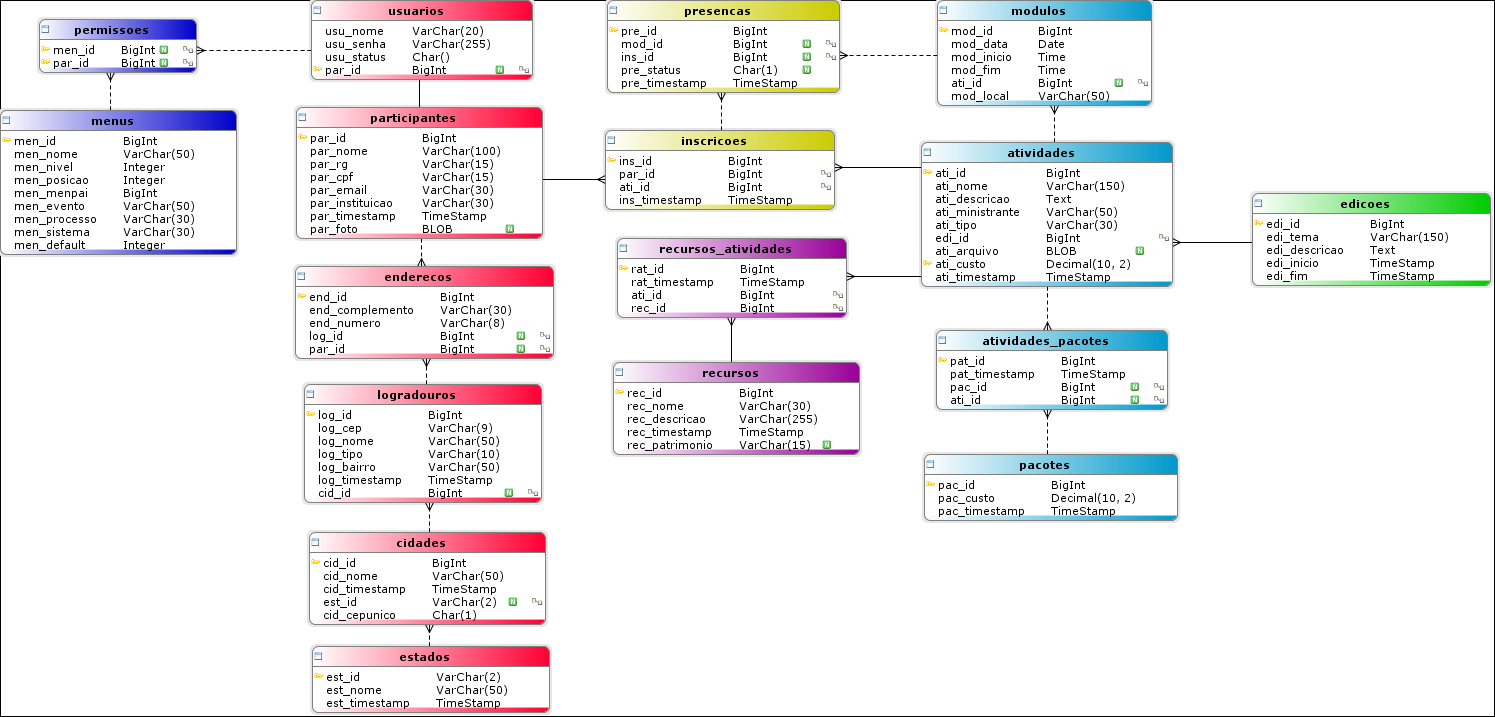 permissoes
men_id BigInt N
par_id BigInt N
menus
men_id BigInt
men_nome VarChar(50)
men_nivel Integer
men_posicao Integer
men_menpai BigInt
men_evento VarChar(50)
men_processo VarChar(30)
men_sistema VarChar(30)
men_default Integer
usuarios
usu_nome VarChar(20)
usu_senha VarChar(255)
usu_status Char()
par_id BigInt N
participantes
par_id BigInt
par_nome VarChar(100)
par_rg VarChar(15)
par_cpf VarChar(15)
par_email VarChar(30)
par_instituicao VarChar(30)
par_timestamp TimeStamp
par_foto BLOB N
enderecos
end_id BigInt
end_complemento VarChar(30)
end_numero VarChar(8)
log_id BigInt N
par_id BigInt N
logradouros
log_id BigInt
log_cep VarChar(9)
log_nome VarChar(50)
log_tipo VarChar(10)
log_bairro VarChar(50)
log_timestamp TimeStamp
cid_id BigInt N
cidades
cid_id BigInt
cid_nome VarChar(50)
cid_timestamp TimeStamp
est_id VarChar(2) N
cid_cepunico Char(1)
estados
est_id VarChar(2)
est_nome VarChar(50)
est_timestamp TimeStamp
presencas
pre_id BigInt
mod_id BigInt N
ins_id BigInt N
pre_status Char(1) N
pre_timestamp TimeStamp
inscricoes
ins_id BigInt
par_id BigInt
ati_id BigInt
ins_timestamp TimeStamp
recursos_atividades
rat_id BigInt
rat_timestamp TimeStamp
ati_id BigInt
rec_id BigInt
recursos
rec_id BigInt
rec_nome VarChar(30)
rec_descricao VarChar(255)
rec_timestamp TimeStamp
rec_patrimonio VarChar(15) N
modulos
mod_id BigInt
mod_data Date
mod_inicio Time
mod_fim Time
ati_id BigInt N
mod_local VarChar(50)
atividades
ati_id BigInt
ati_nome VarChar(150)
ati_descricao Text
ati_ministrante VarChar(50)
ati_tipo VarChar(30)
edi_id BigInt
ati_arquivo BLOB N
ati_custo Decimal(10, 2)
ati_timestamp TimeStamp
atividades_pacotes
pat_id BigInt
pat_timestamp TimeStamp
pac_id BigInt N
ati_id BigInt N
pacotes
pac_id BigInt
pac_custo Decimal(10, 2)
pac_timestamp TimeStamp
edicoes
edi_id BigInt
edi_tema VarChar(150)
edi_descricao Text
edi_inicio TimeStamp
edi_fim TimeStamp